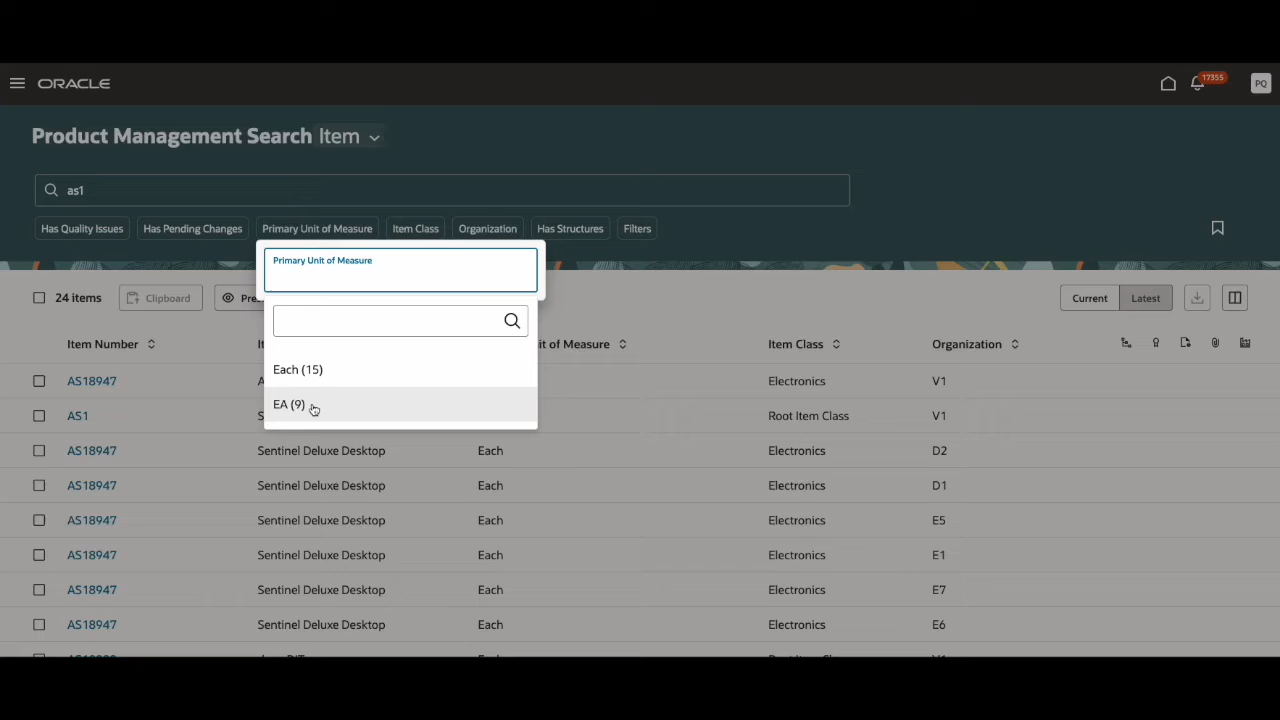 ORACLE
17355
PQ
Product Management Search Item
as1
Has Quality Issues
Has Pending Changes
Primary Unit of Measure
Item Class
Organization
Has Structures
Filters
Primary Unit of Measure
24 items
Clipboard
Current
Latest
Item Number
it of Measure
Item Class
Organization
Each (15)
AS18947
Electronics
V1
EA (9)
AS1
Root Item Class
V1
AS18947 Sentinel Deluxe Desktop Each Electronics D2
AS18947 Sentinel Deluxe Desktop Each Electronics D1
AS18947 Sentinel Deluxe Desktop Each Electronics E5
AS18947 Sentinel Deluxe Desktop Each Electronics E1
AS18947 Sentinel Deluxe Desktop Each Electronics E7
AS18947 Sentinel Deluxe Desktop Each Electronics E6